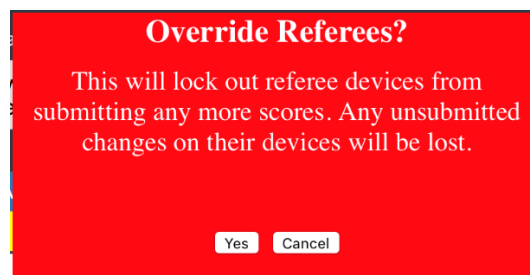 Override Referees?
This will lock out referee devices from
submitting any more scores. Any unsubmitted
changes on their devices will be lost.
Yes Cancel